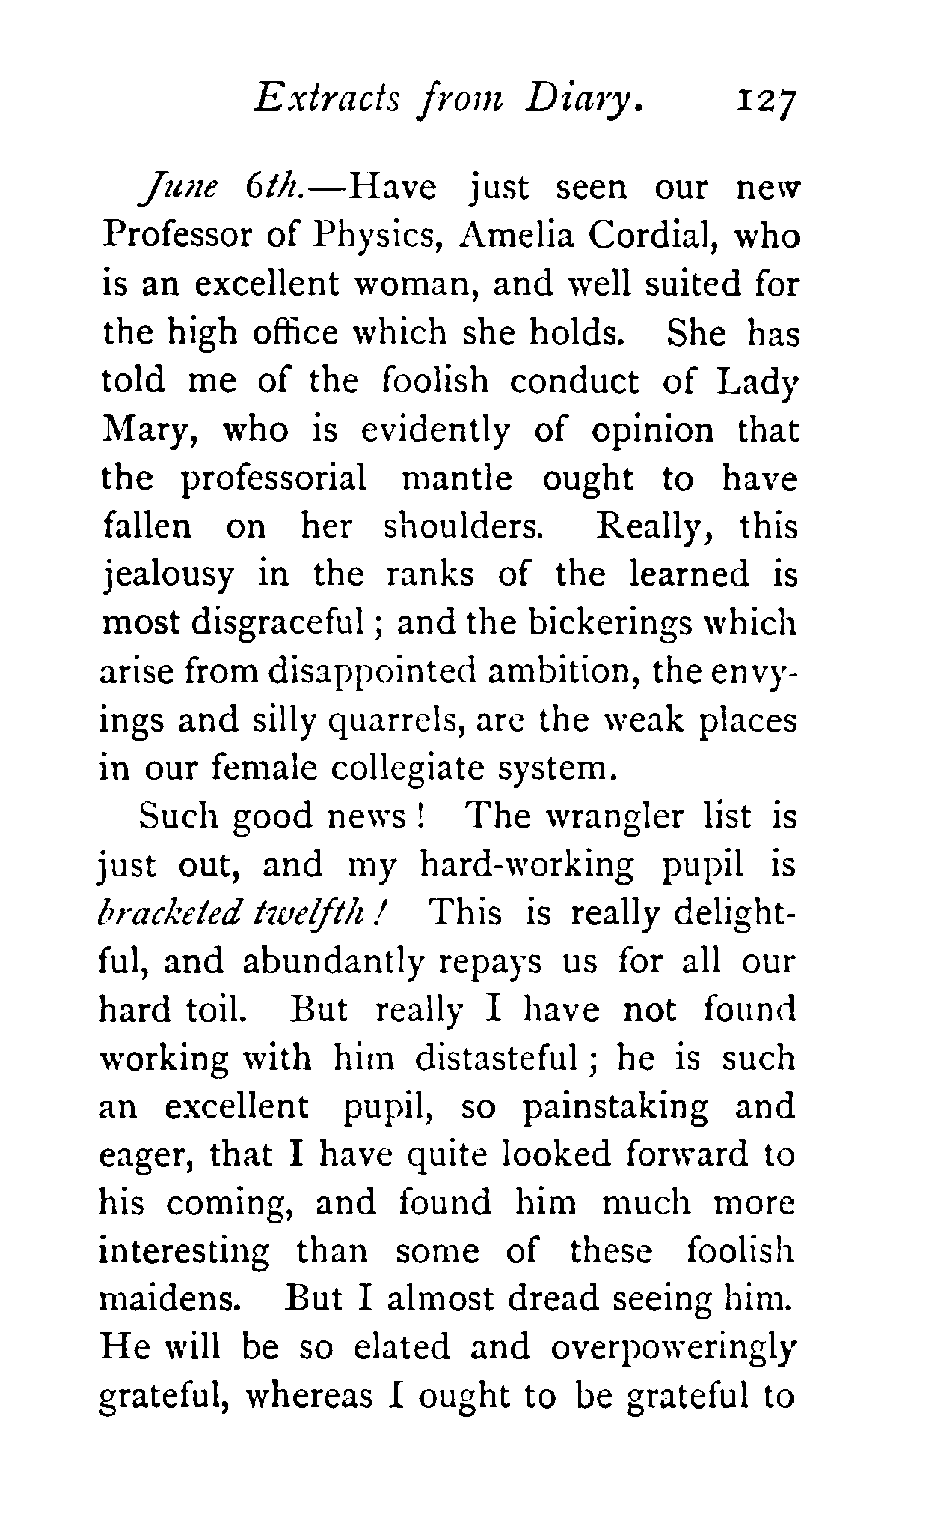 Extracts from Diary. 127
June 6th.—Have just seen our new
Professor of Physics, Amelia Cordial, who
is an excellent woman, and well suited for
the high office which she holds. She has
told me of the foolish conduct of Lady
Mary, who is evidently of opinion that
the professorial mantle ought to have
fallen on her shoulders. Really, this
jealousy in the ranks of the learned is
most disgraceful ; and the bickerings which
arise from disappointed ambition, the envy-
ings and silly quarrels, are the weak places
in our female collegiate system.
Such good news ! The wrangler list is
just out, and my hard-working pupil is
bracketed twelfth ! This is really delight-
ful, and abundantly repays us for all our
hard toil. But really I have not found
working with him distasteful ; he is such
an excellent pupil, so painstaking and
eager, that I have quite looked forward to
his coming, and found him much more
interesting than some of these foolish
maidens. But I almost dread seeing him.
He will be so elated and overpoweringly
grateful, whereas I ought to be grateful to